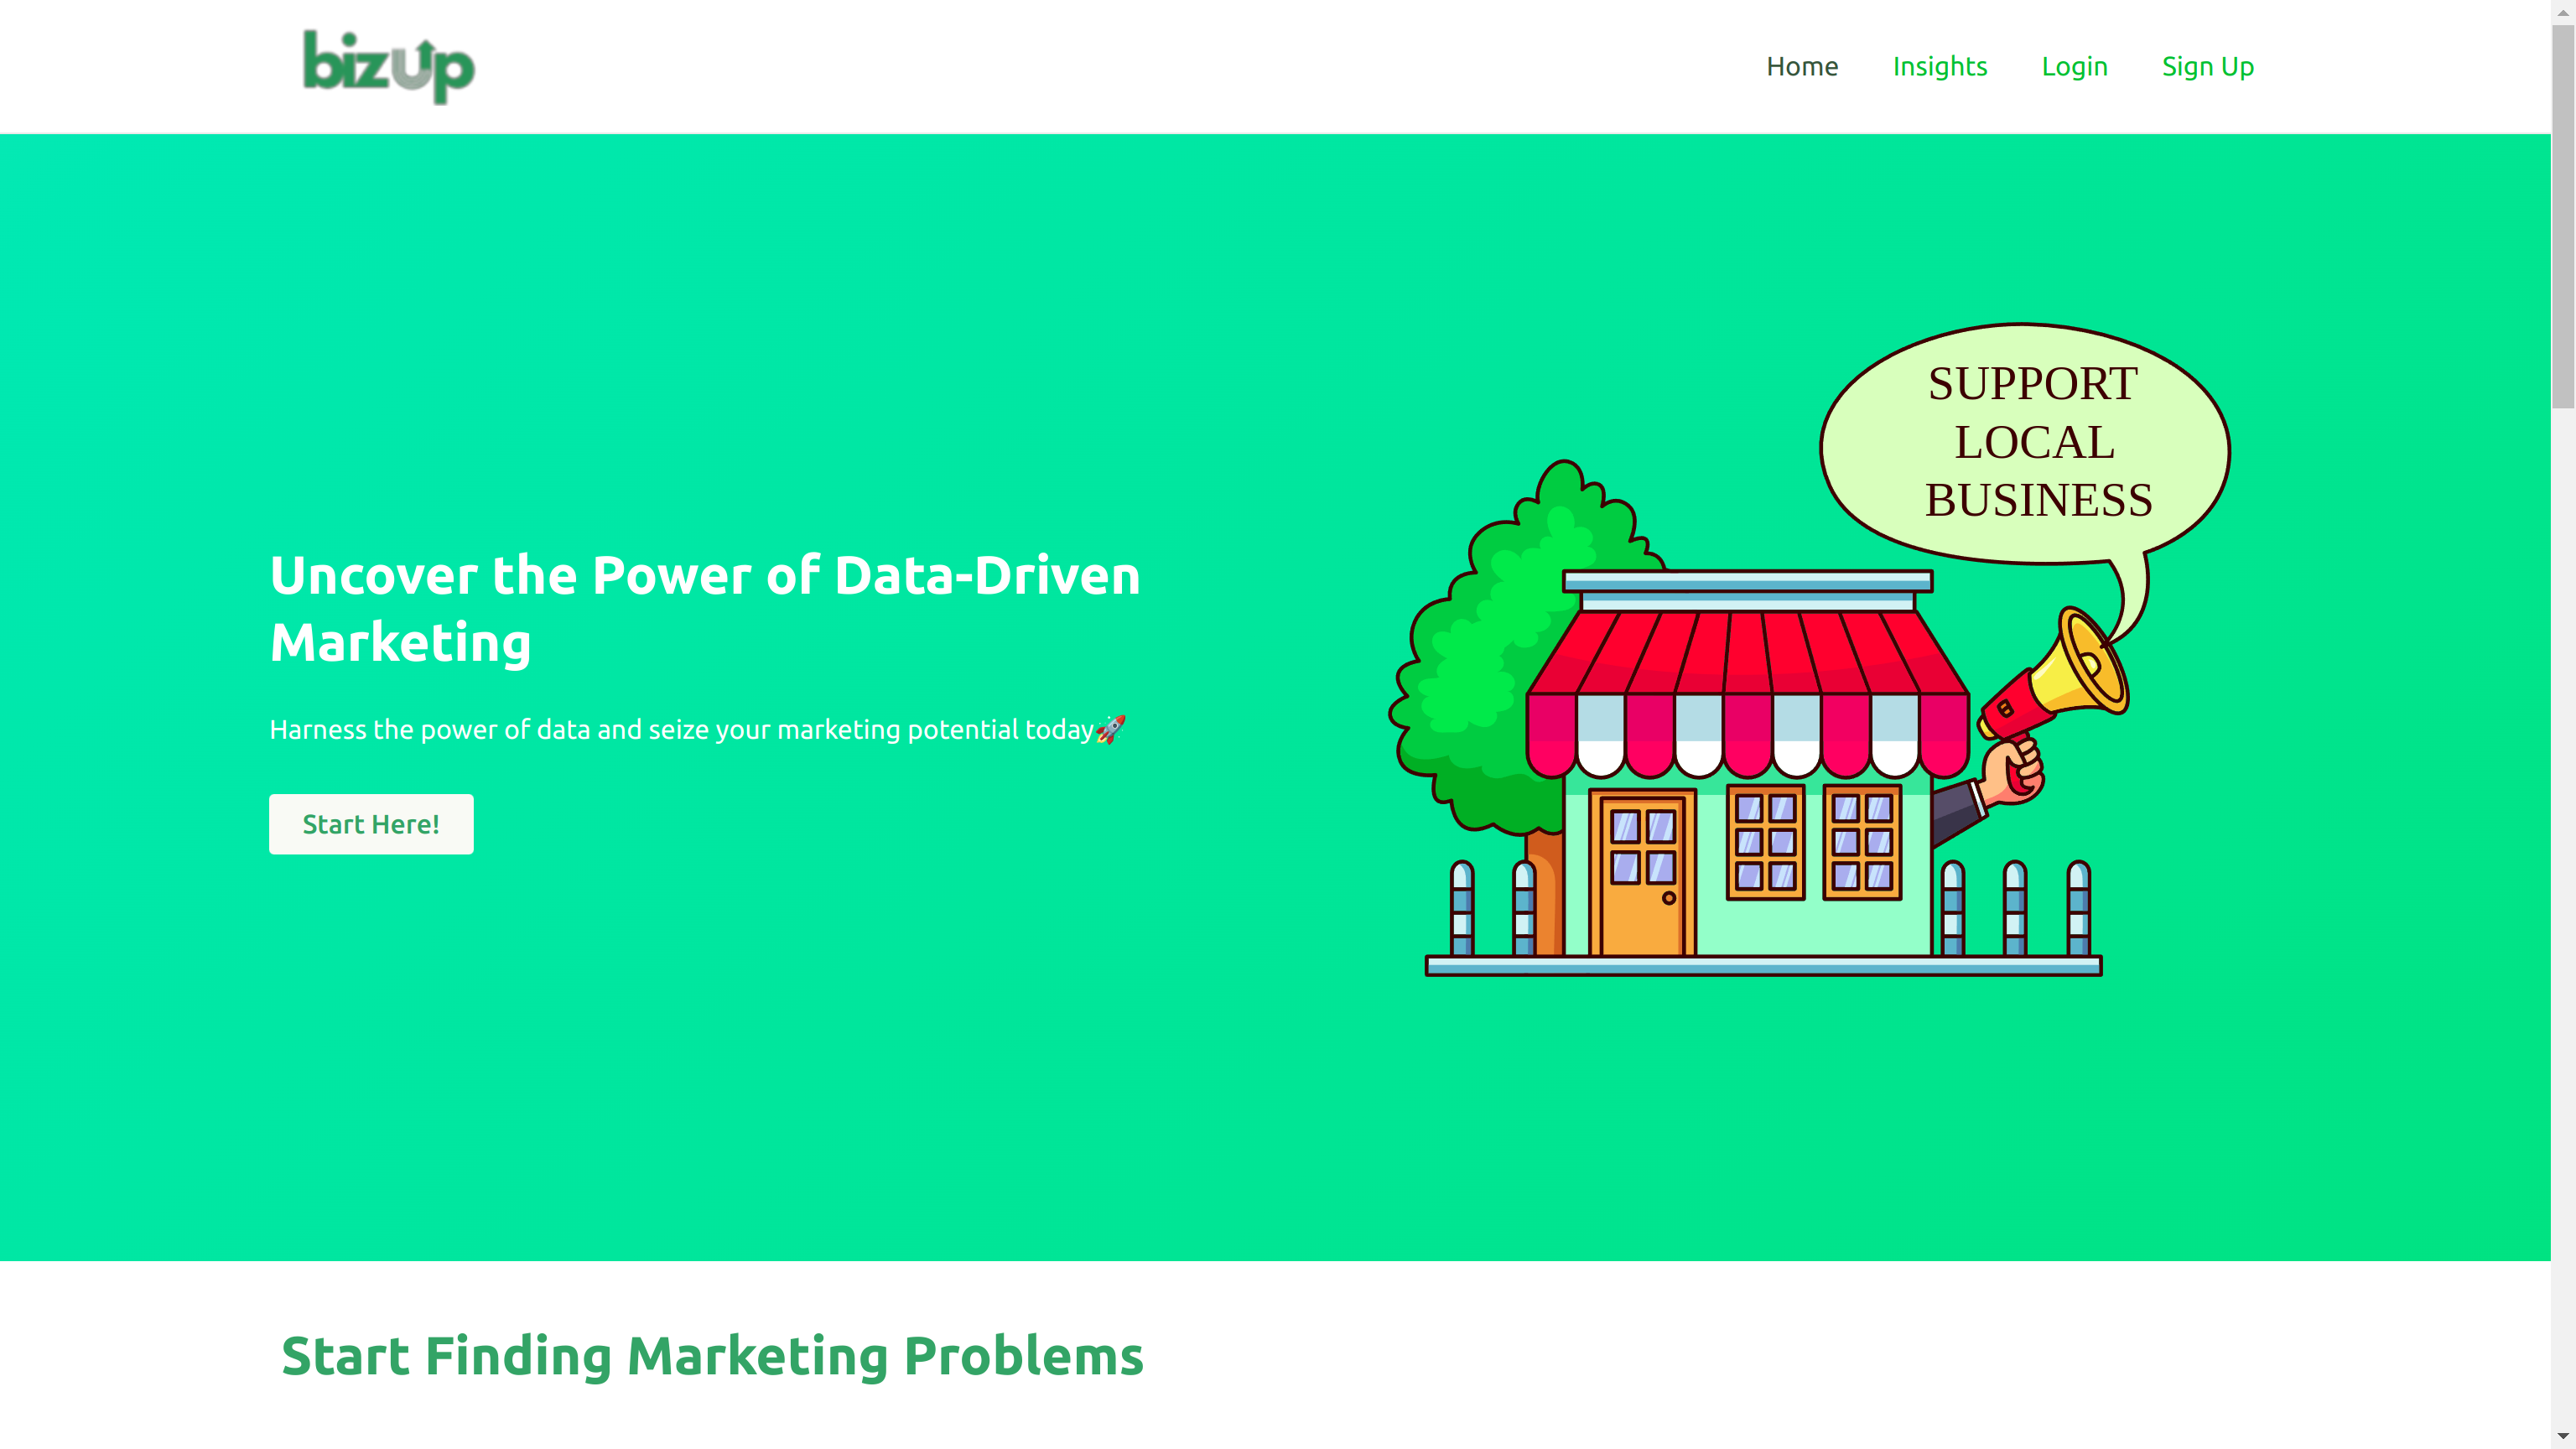 bizup
Home Insights Login Sign Up
SUPPORT
LOCAL
BUSINESS
Uncover the Power of Data-Driven
Marketing
Harness the power of data and seize your marketing potential today🚀
Start Here!
Start Finding Marketing Problems